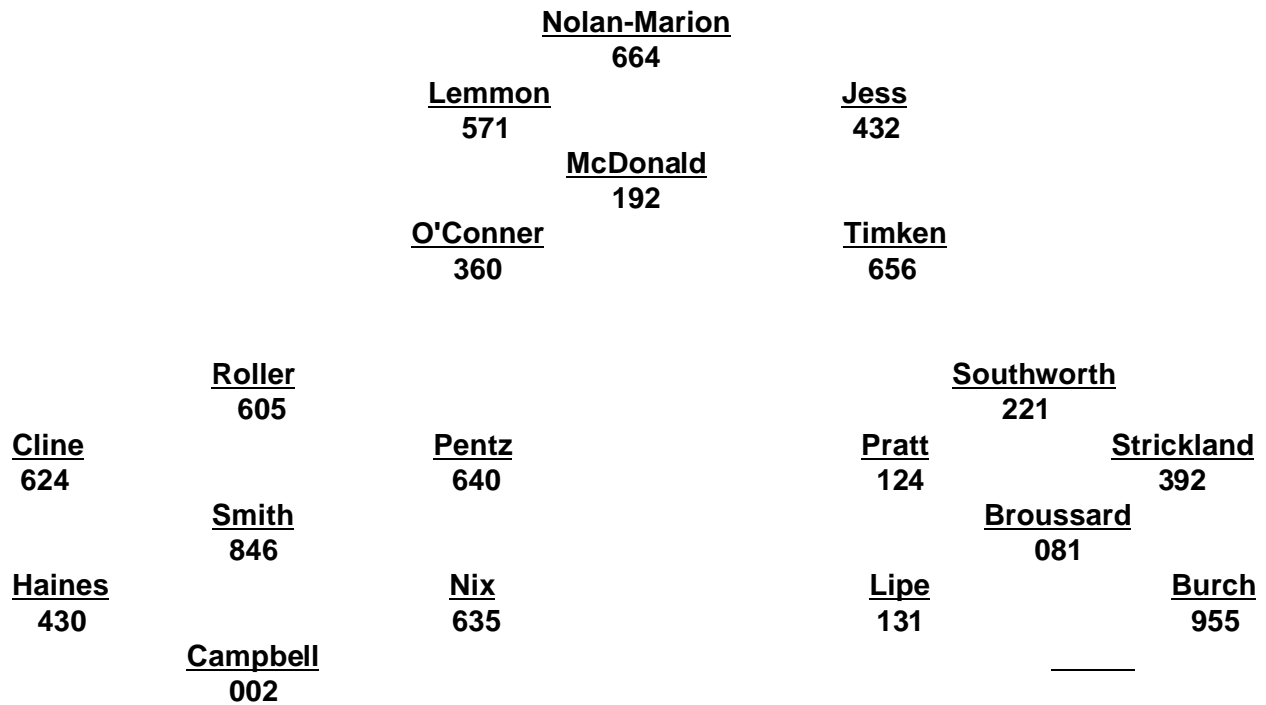 Nolan-Marion
664
Lemmon Jess
571 432
McDonald
192
O'Conner Timken
360 656
Roller Southworth
605 221
Cline Pentz Pratt Strickland
624 640 124 392
Smith Broussard
846 081
Haines Nix Lipe Burch
430 635 131 955
Campbell
002